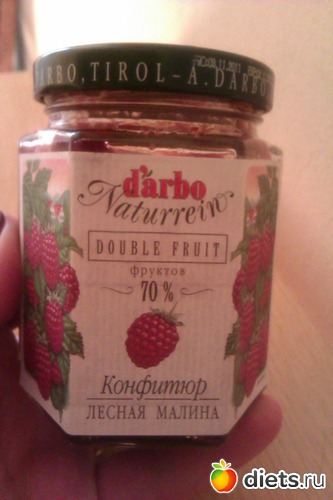 DARBO, TIROL - A. DARBO
d'arbo
Naturrein
DOUBLE FRUIT
фруктов
70 %
Конфитюр
ЛЕСНАЯ МАЛИНА
diets.ru